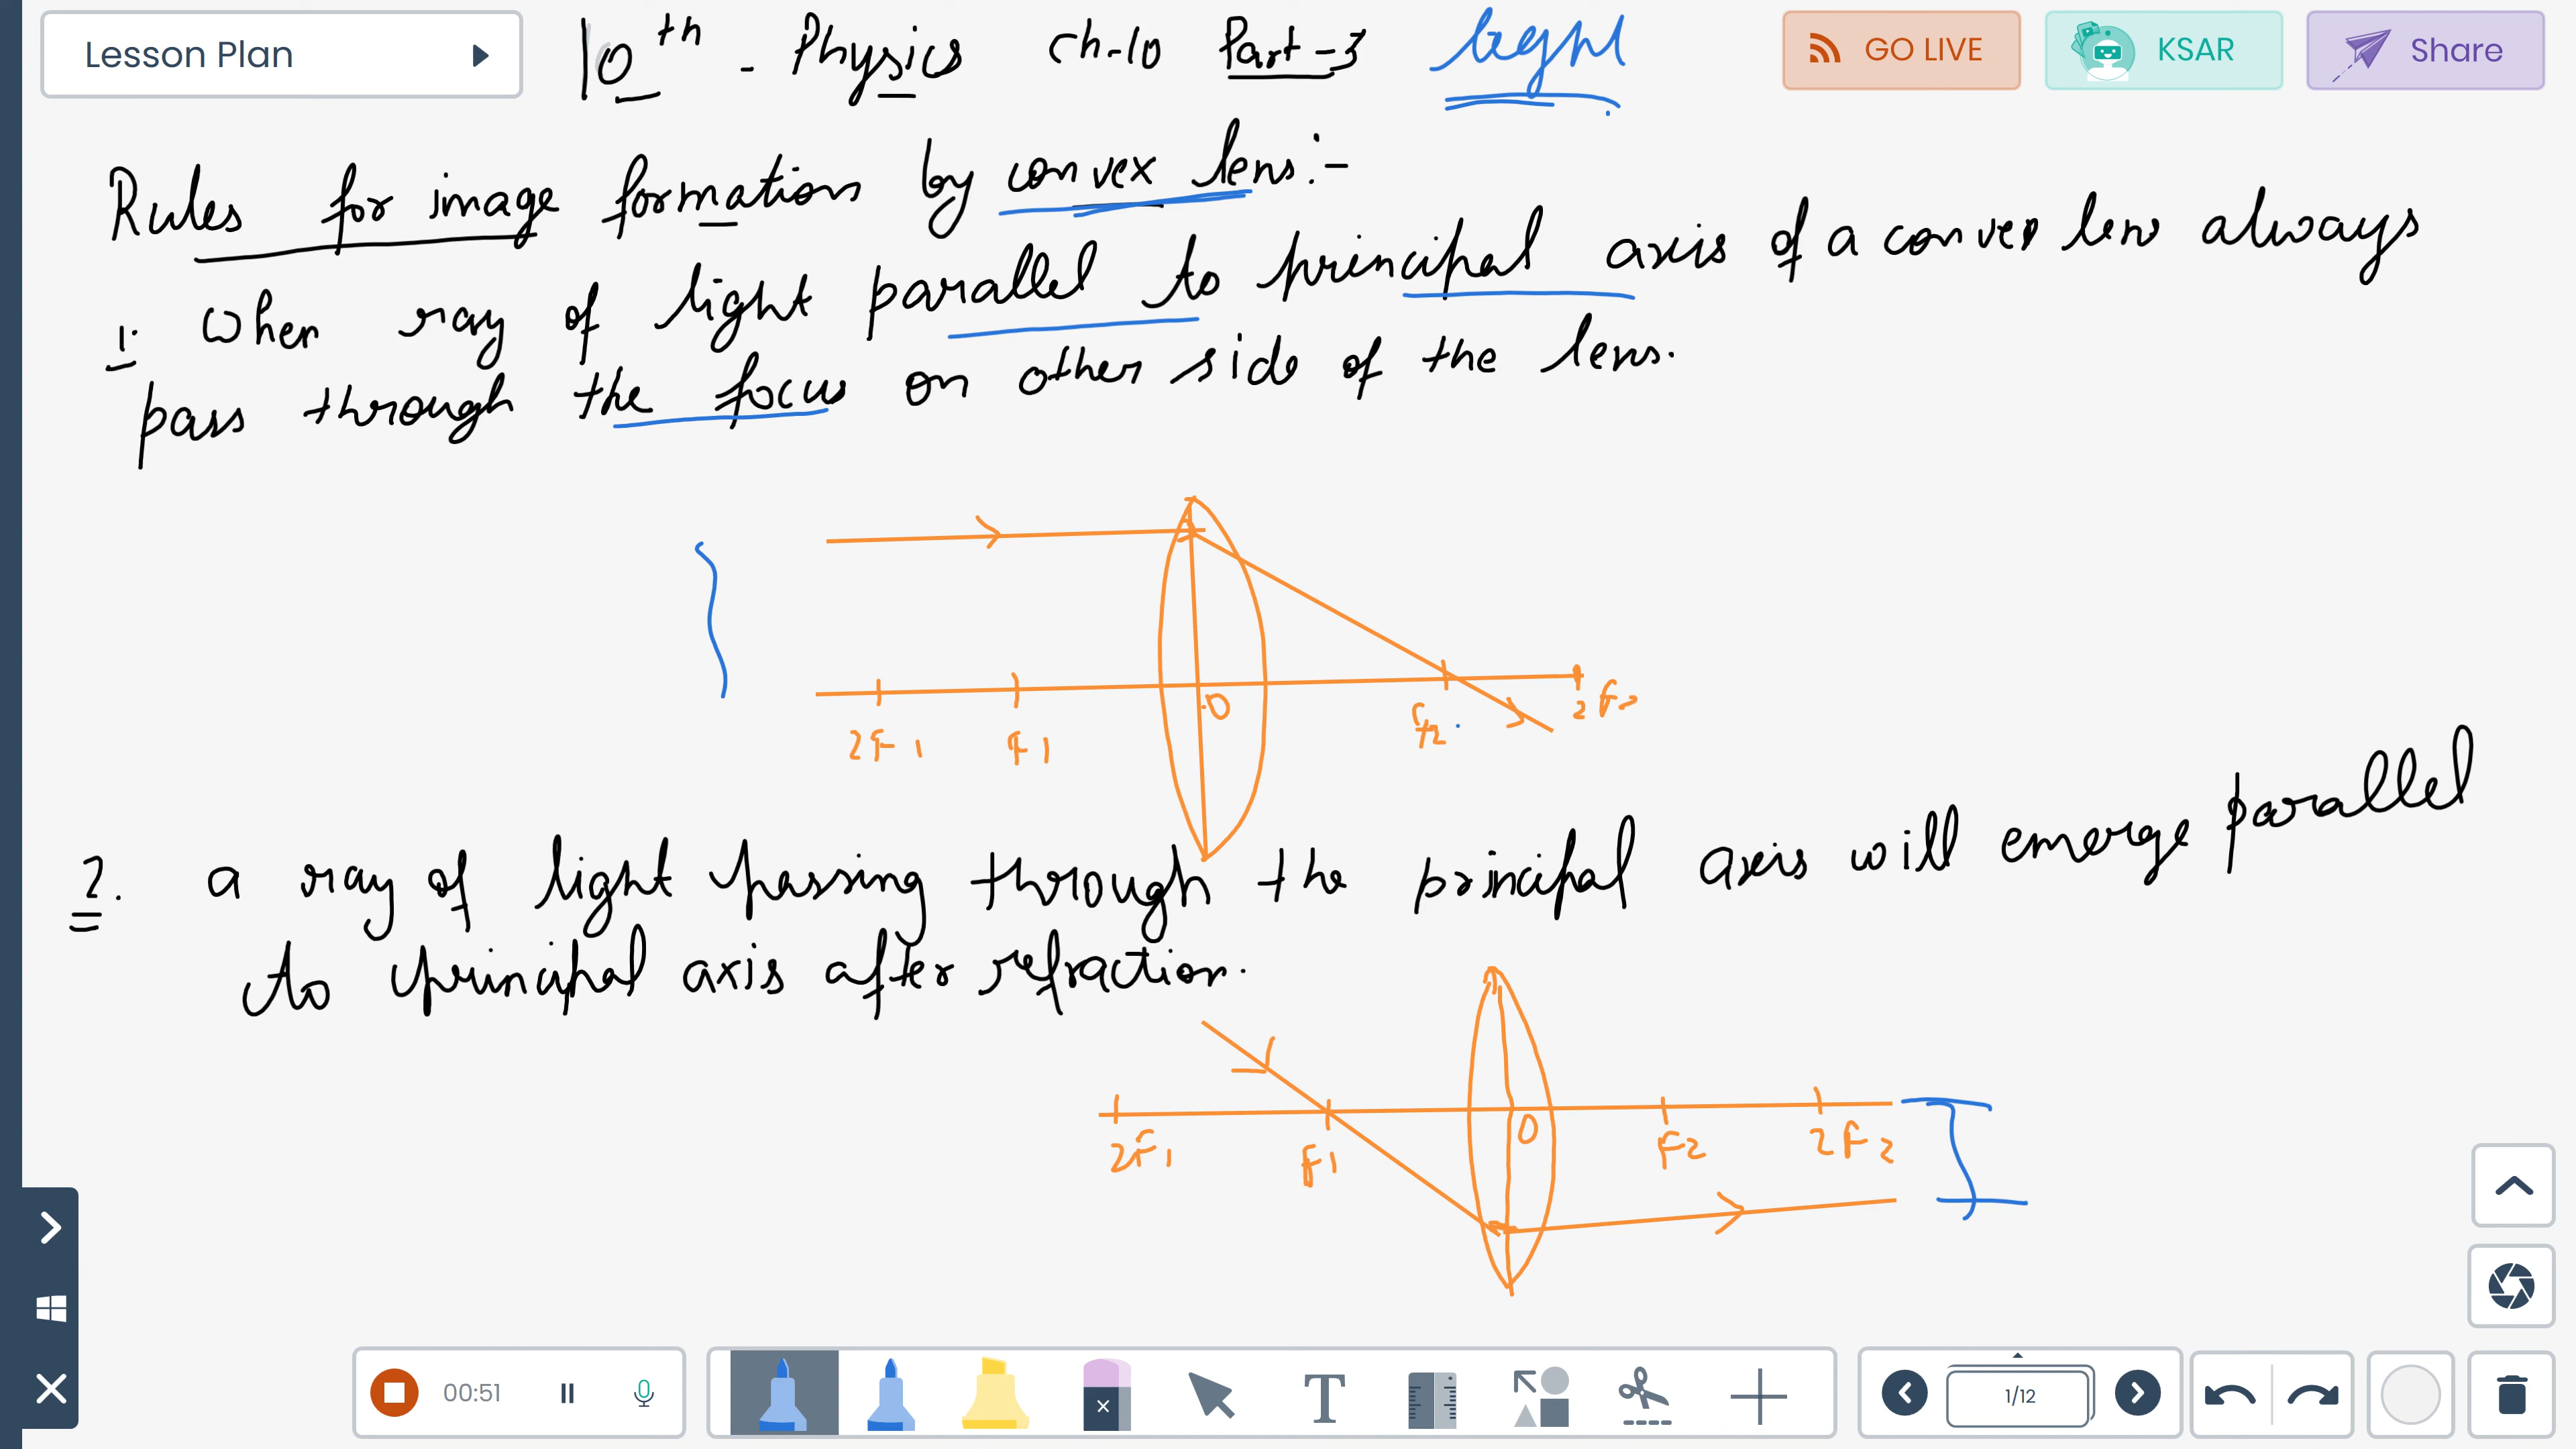 Lesson Plan
10th - Physics Ch-10 Part-3 Light
GO LIVE
KSAR
Share
Rules for image formation by convex lens:-
1. When ray of light parallel to principal axis of a convex lens always
pass through the focus on other side of the lens.
2F1 F1 O F2 2F2
2. a ray of light passing through the principal axis will emerge parallel
to principal axis after refraction.
2F1 F1 O F2 2F2
00:51
T
1/12